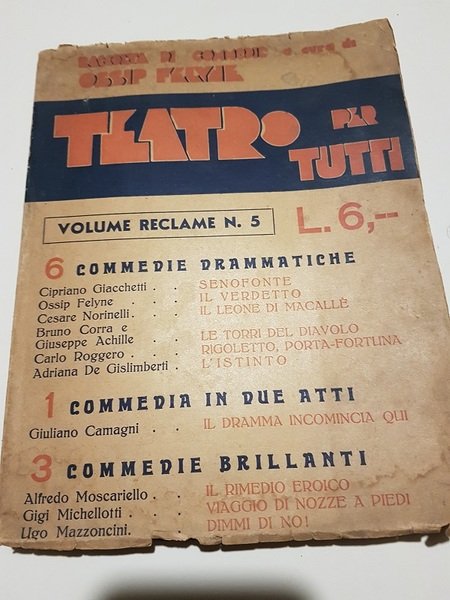 RACCOLTA DI COMMEDIE a cura di
OSSIP FELYNE
TEATRO PER
TUTTI
VOLUME RECLAME N. 5
L. 6,--
6 COMMEDIE DRAMMATICHE
Cipriano Giacchetti . . SENOFONTE
Ossip Felyne . . . IL VERDETTO
Cesare Norinelli . . IL LEONE DI MACALLÈ
Bruno Corra e
Giuseppe Achille . . LE TORRI DEL DIAVOLO
Carlo Roggero . . . RIGOLETTO, PORTA-FORTUNA
Adriana De Gislimberti . L'ISTINTO
1 COMMEDIA IN DUE ATTI
Giuliano Camagni . . IL DRAMMA INCOMINCIA QUI
3 COMMEDIE BRILLANTI
Alfredo Moscariello . . IL RIMEDIO EROICO
Gigi Michellotti . . . VIAGGIO DI NOZZE A PIEDI
Ugo Mazzoncini . . DIMMI DI NO!